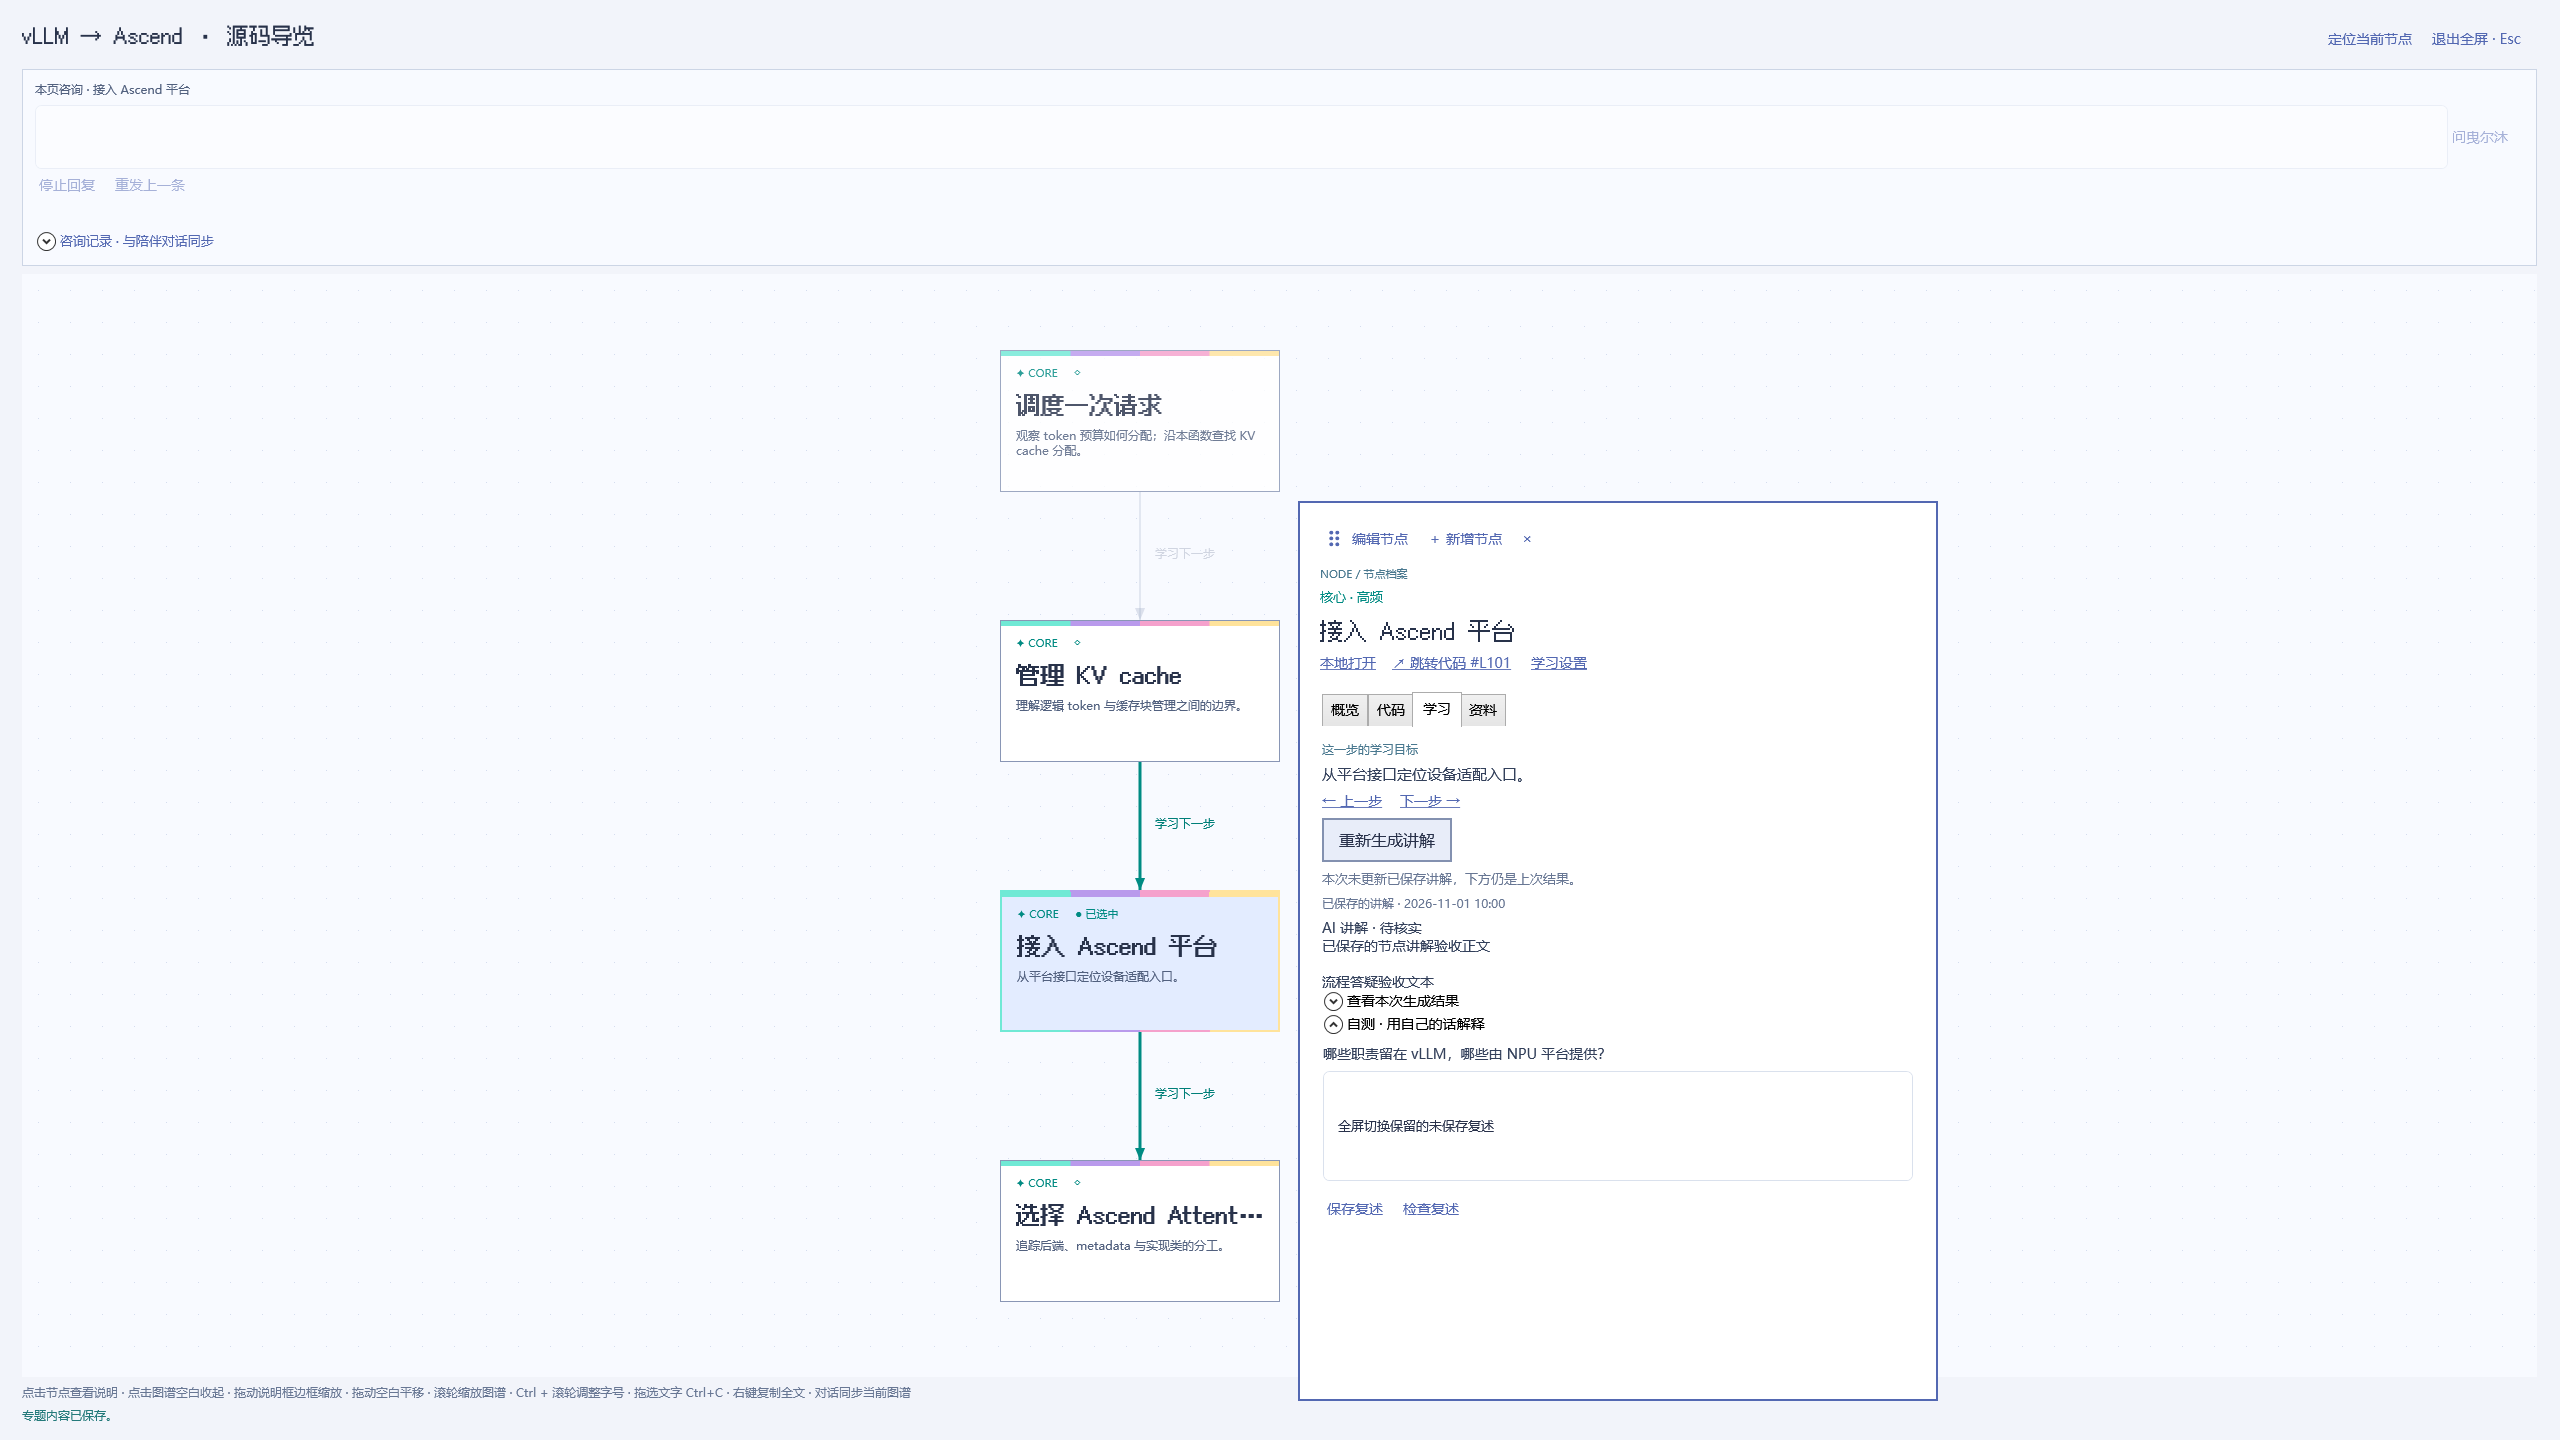 vLLM → Ascend · 源码导览
定位当前节点 退出全屏 · Esc
本页咨询 · 接入 Ascend 平台
问曳尔沐
停止回复 重发上一条
咨询记录 · 与陪伴对话同步
✦ CORE ◇
调度一次请求
观察 token 预算如何分配；沿本函数查找 KV
cache 分配。
学习下一步
✦ CORE ◇
管理 KV cache
理解逻辑 token 与缓存块管理之间的边界。
学习下一步
✦ CORE ● 已选中
接入 Ascend 平台
从平台接口定位设备适配入口。
学习下一步
✦ CORE ◇
选择 Ascend Attent…
追踪后端、metadata 与实现类的分工。
编辑节点 + 新增节点 ×
NODE / 节点档案
核心 · 高频
接入 Ascend 平台
本地打开 ↗ 跳转代码 #L101 学习设置
概览 代码 学习 资料
这一步的学习目标
从平台接口定位设备适配入口。
← 上一步 下一步 →
重新生成讲解
本次未更新已保存讲解，下方仍是上次结果。
已保存的讲解 · 2026-11-01 10:00
AI 讲解 · 待核实
已保存的节点讲解验收正文
流程答疑验收文本
查看本次生成结果
自测 · 用自己的话解释
哪些职责留在 vLLM，哪些由 NPU 平台提供？
全屏切换保留的未保存复述
保存复述 检查复述
点击节点查看说明 · 点击图谱空白收起 · 拖动说明框边框缩放 · 拖动空白平移 · 滚轮缩放图谱 · Ctrl + 滚轮调整字号 · 拖选文字 Ctrl+C · 右键复制全文 · 对话同步当前图谱
专题内容已保存。